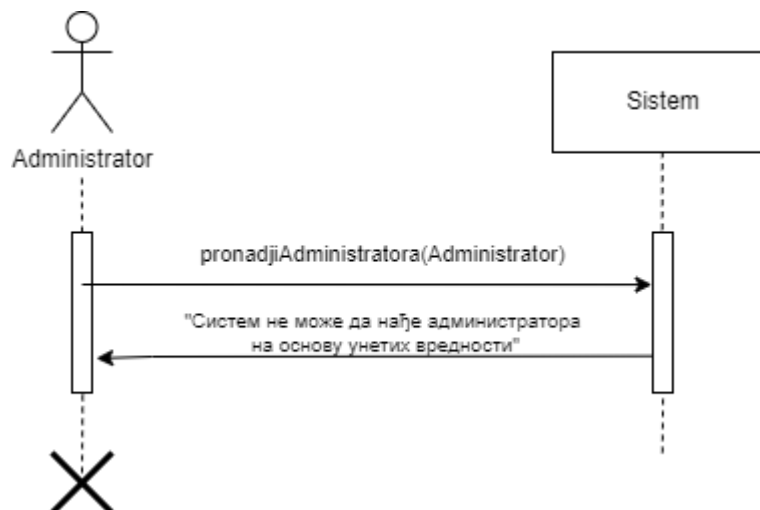 Sistem
Administrator
pronadjiAdministratora(Administrator)
"Систем не може да нађе администратора
на основу унетих вредности"